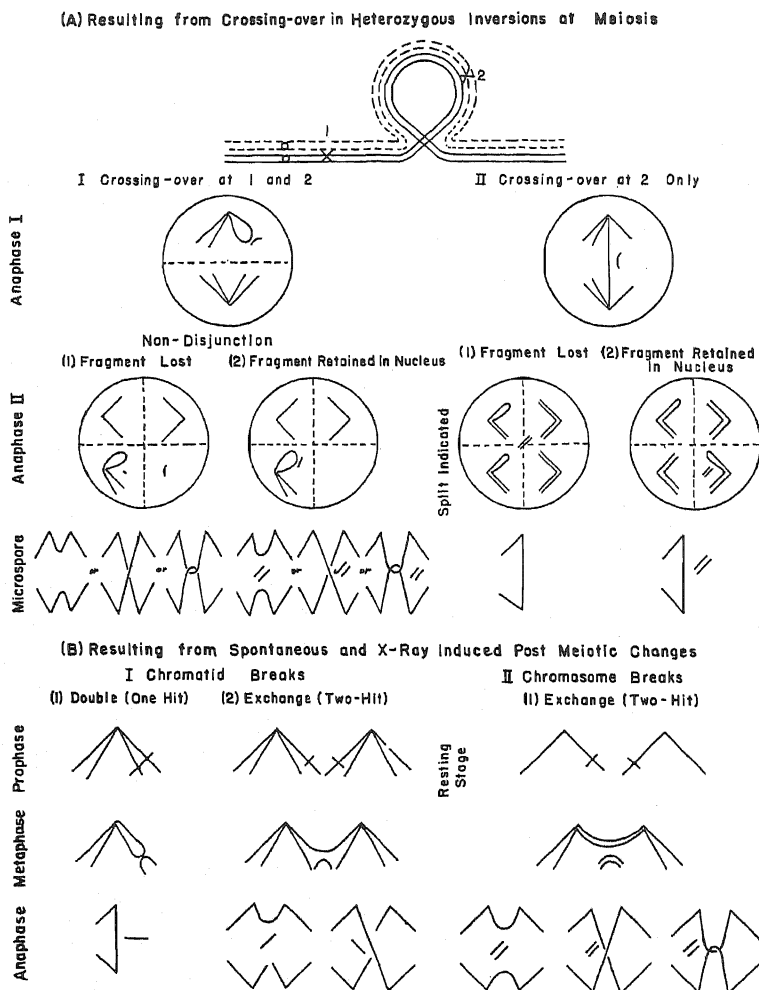 (A) Resulting from Crossing-over in Heterozygous Inversions at Meiosis
2
1
I Crossing-over at 1 and 2
II Crossing-over at 2 Only
Anaphase I
Non-Disjunction
(1) Fragment Lost
(2) Fragment Retained in Nucleus
(1) Fragment Lost
(2) Fragment Retained
in Nucleus
Anaphase II
Split Indicated
Microspore
or
or
or
or
(B) Resulting from Spontaneous and X-Ray Induced Post Meiotic Changes
I Chromatid Breaks
II Chromosome Breaks
(1) Double (One Hit)
(2) Exchange (Two-Hit)
(1) Exchange (Two-Hit)
Prophase
Resting
Stage
Metaphase
Anaphase